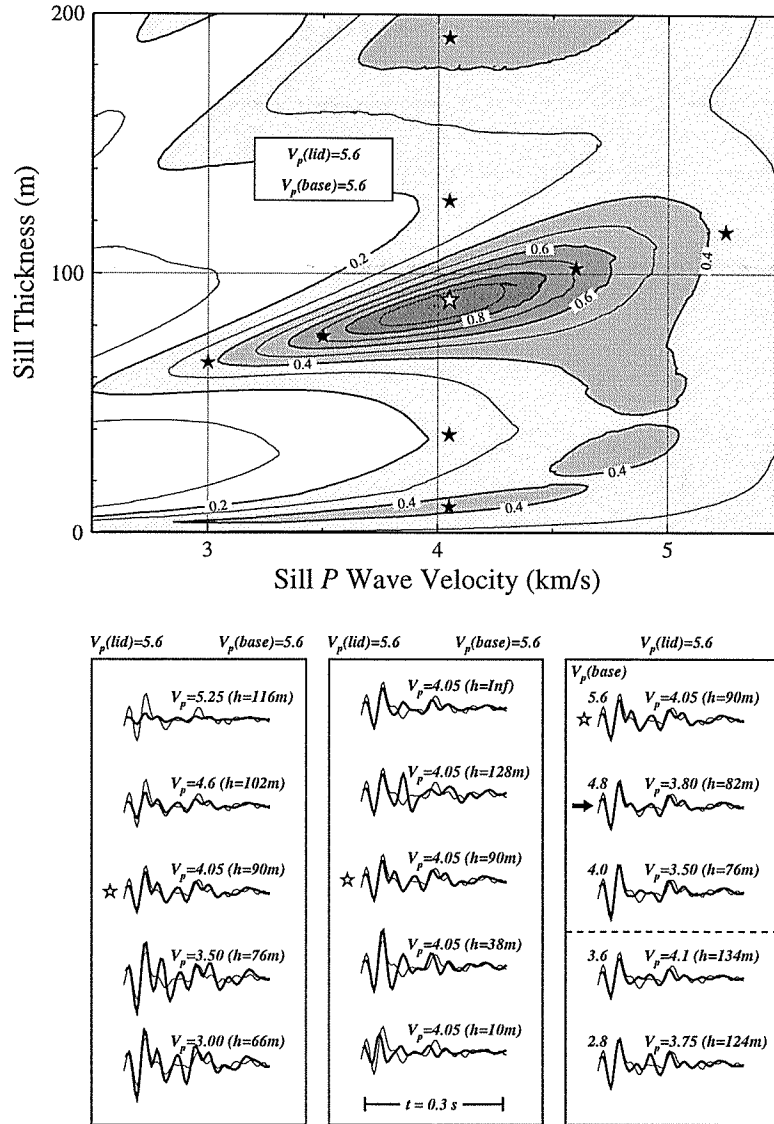 200
Sill Thickness (m)
V_p(lid)=5.6
V_p(base)=5.6
0.2
0.6
0.4
100
0.6
0.8
0.4
0.4
0.2
0.4
0.4
0
3
4
5
Sill P Wave Velocity (km/s)
V_p(lid)=5.6 V_p(base)=5.6
V_p=5.25 (h=116m)
V_p=4.6 (h=102m)
V_p=4.05 (h=90m)
V_p=3.50 (h=76m)
V_p=3.00 (h=66m)
V_p(lid)=5.6 V_p(base)=5.6
V_p=4.05 (h=Inf)
V_p=4.05 (h=128m)
V_p=4.05 (h=90m)
V_p=4.05 (h=38m)
V_p=4.05 (h=10m)
t = 0.3 s
V_p(lid)=5.6
V_p(base)
5.6 V_p=4.05 (h=90m)
4.8 V_p=3.80 (h=82m)
4.0 V_p=3.50 (h=76m)
3.6 V_p=4.1 (h=134m)
2.8 V_p=3.75 (h=124m)